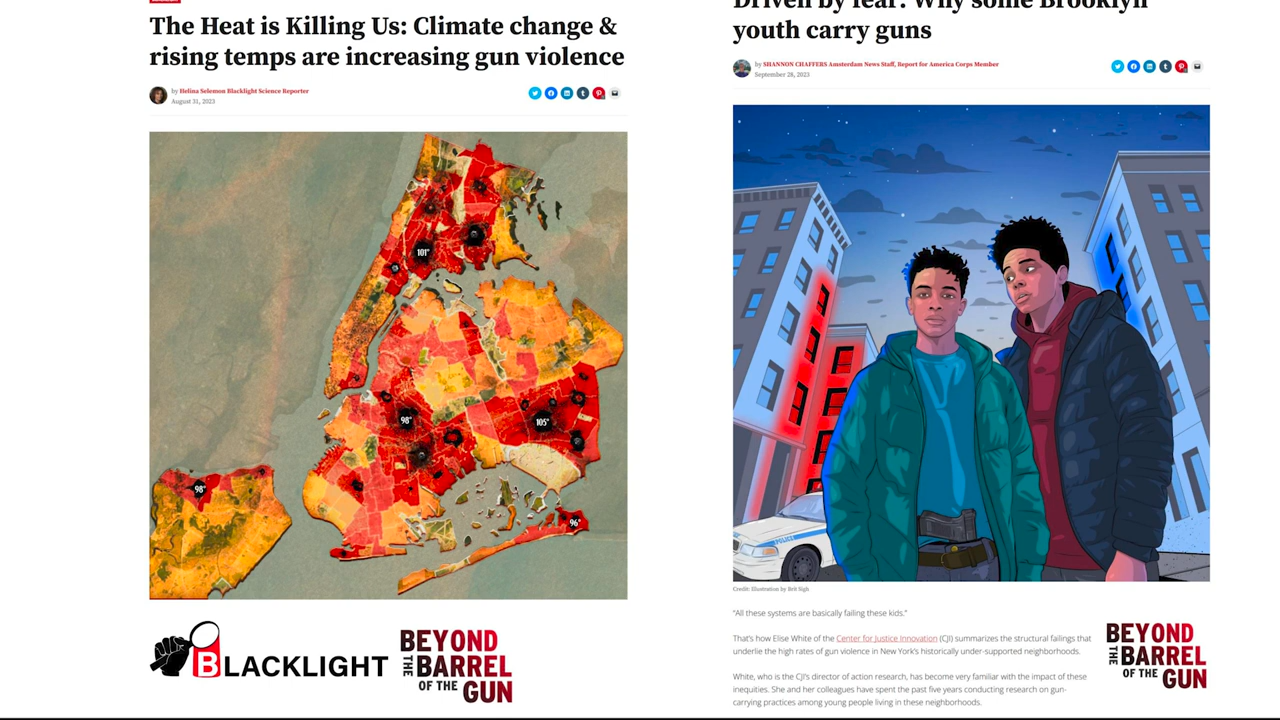 The Heat is Killing Us: Climate change &
rising temps are increasing gun violence
by Helina Selemon Blacklight Science Reporter
August 31, 2023
101°
98°
105°
98°
96°
BLACKLIGHT
BEYOND
THE BARREL
OF THE GUN
Driven by fear: Why some Brooklyn
youth carry guns
by SHANNON CHAFFERS Amsterdam News Staff, Report for America Corps Member
September 28, 2023
POLICE
Credit: Illustration by Brit Sigh
"All these systems are basically failing these kids."
That's how Elise White of the Center for Justice Innovation (CJI) summarizes the structural failings that
underlie the high rates of gun violence in New York's historically under-supported neighborhoods.
White, who is the CJI's director of action research, has become very familiar with the impact of these
inequities. She and her colleagues have spent the past five years conducting research on gun-
carrying practices among young people living in these neighborhoods.
BEYOND
THE BARREL
OF THE GUN